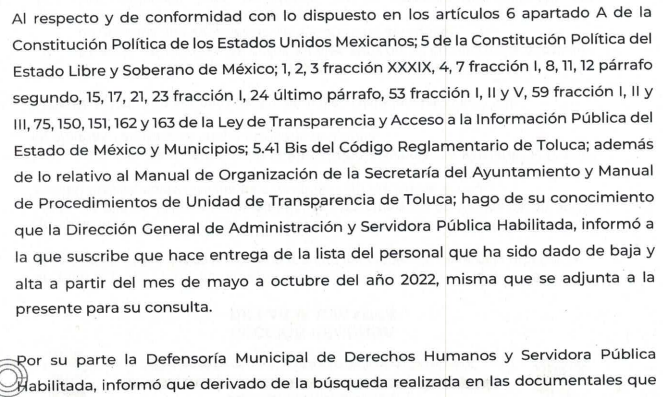 Al respecto y de conformidad con lo dispuesto en los artículos 6 apartado A de la
Constitución Política de los Estados Unidos Mexicanos; 5 de la Constitución Política del
Estado Libre y Soberano de México; 1, 2, 3 fracción XXXIX, 4, 7 fracción I, 8, 11, 12 párrafo
segundo, 15, 17, 21, 23 fracción I, 24 último párrafo, 53 fracción I, II y V, 59 fracción I, II y
III, 75, 150, 151, 162 y 163 de la Ley de Transparencia y Acceso a la Información Pública del
Estado de México y Municipios; 5.41 Bis del Código Reglamentario de Toluca; además
de lo relativo al Manual de Organización de la Secretaría del Ayuntamiento y Manual
de Procedimientos de Unidad de Transparencia de Toluca; hago de su conocimiento
que la Dirección General de Administración y Servidora Pública Habilitada, informó a
la que suscribe que hace entrega de la lista del personal que ha sido dado de baja y
alta a partir del mes de mayo a octubre del año 2022, misma que se adjunta a la
presente para su consulta.
Por su parte la Defensoría Municipal de Derechos Humanos y Servidora Pública
Habilitada, informó que derivado de la búsqueda realizada en las documentales que